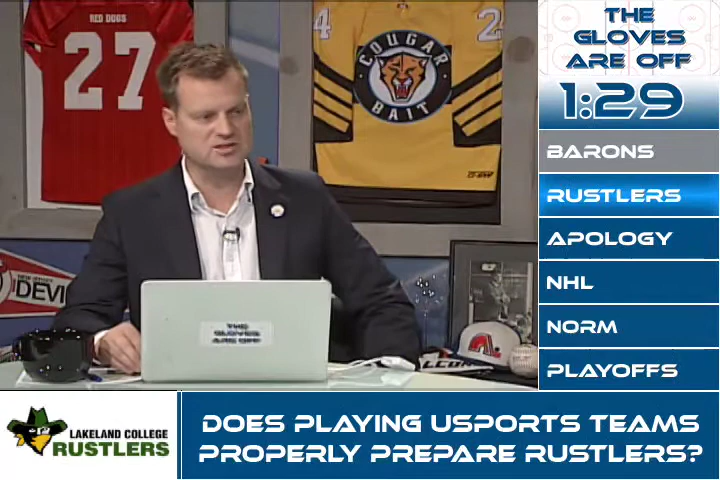 RED DOGS
27
4
2
COUGAR
BAIT
DEVI
THE
GLOVES
ARE OFF
THE
GLOVES
ARE OFF
1:29
BARONS
RUSTLERS
APOLOGY
NHL
NORM
PLAYOFFS
LAKELAND COLLEGE
RUSTLERS
DOES PLAYING USPORTS TEAMS
PROPERLY PREPARE RUSTLERS?